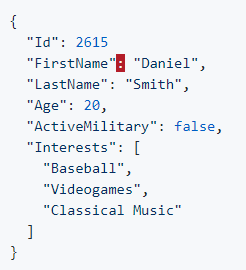 {
  "Id": 2615
  "FirstName": "Daniel",
  "LastName": "Smith",
  "Age": 20,
  "ActiveMilitary": false,
  "Interests": [
    "Baseball",
    "Videogames",
    "Classical Music"
  ]
}